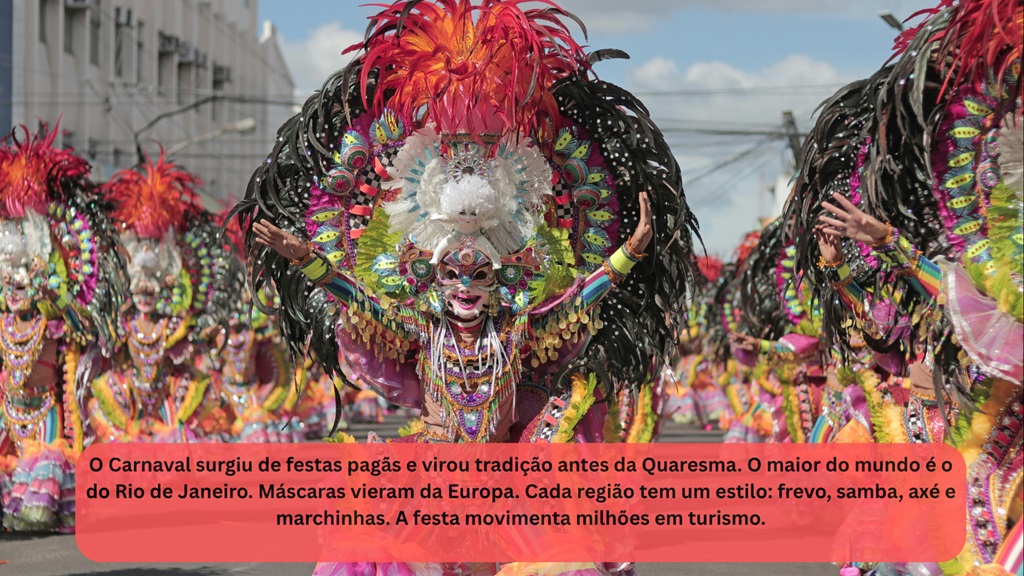 O Carnaval surgiu de festas pagãs e virou tradição antes da Quaresma. O maior do mundo é o
do Rio de Janeiro. Máscaras vieram da Europa. Cada região tem um estilo: frevo, samba, axé e
marchinhas. A festa movimenta milhões em turismo.